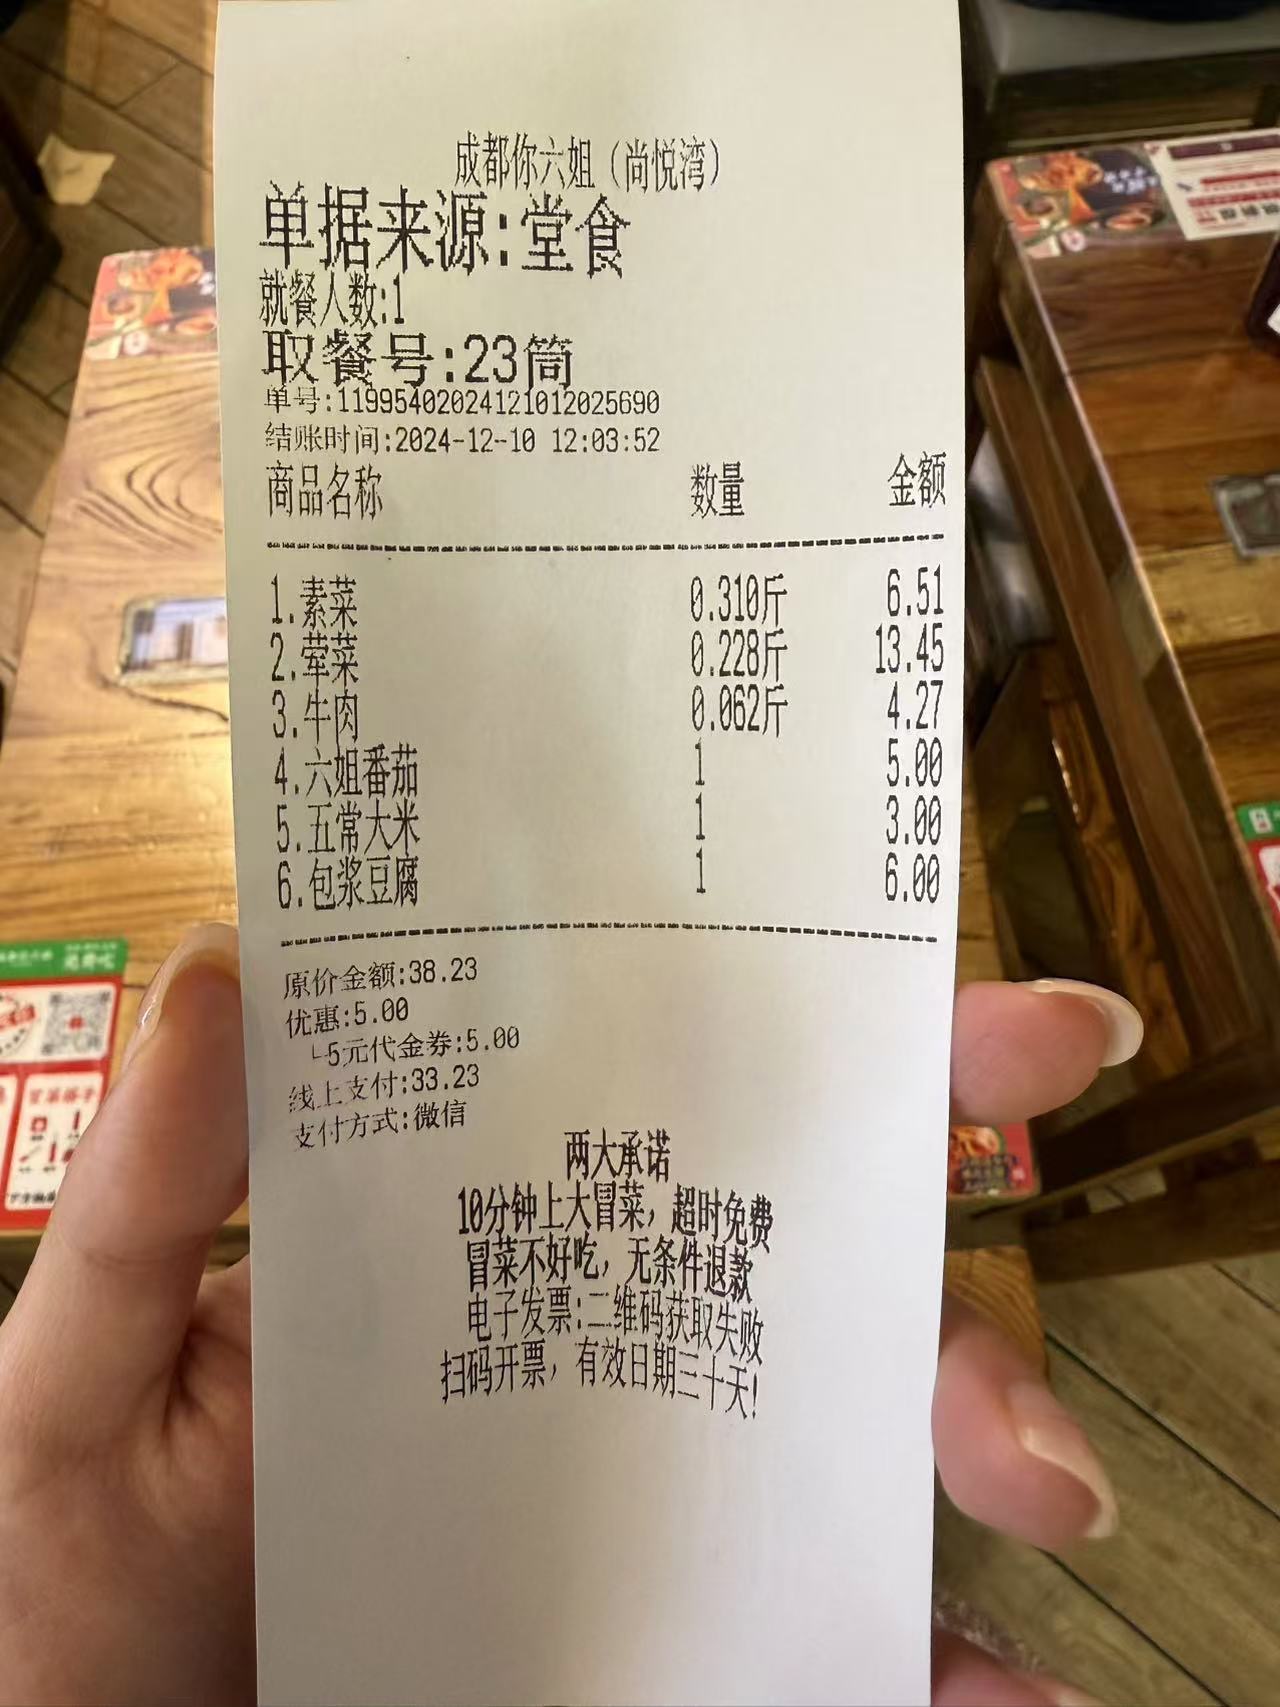 成都你六姐（尚悦湾）
单据来源:堂食
就餐人数:1
取餐号:23筒
单号:11995402024121012025690
结账时间:2024-12-10 12:03:52
商品名称 数量 金额
1.素菜 0.310斤 6.51
2.荤菜 0.228斤 13.45
3.牛肉 0.062斤 4.27
4.六姐番茄 1 5.00
5.五常大米 1 3.00
6.包浆豆腐 1 6.00
原价金额:38.23
优惠:5.00
└5元代金券:5.00
线上支付:33.23
支付方式:微信
两大承诺
10分钟上大冒菜，超时免费
冒菜不好吃，无条件退款
电子发票:二维码获取失败
扫码开票，有效日期三十天!